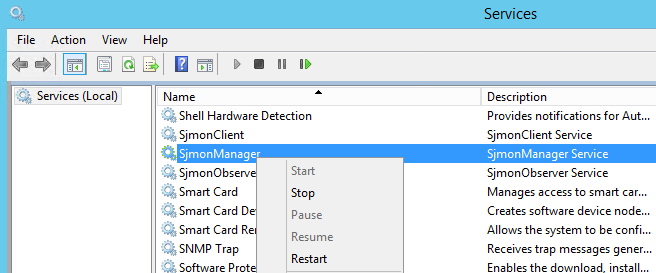 Services
File Action View Help
Services (Local)
Name Description
Shell Hardware Detection Provides notifications for Aut...
SjmonClient SjmonClient Service
SjmonManager SjmonManager Service
SjmonObserve SjmonObserver Service
Smart Card Manages access to smart car...
Smart Card De Creates software device node...
Smart Card Re Allows the system to be confi...
SNMP Trap Receives trap messages gener...
Software Prote Enables the download, install...
Start
Stop
Pause
Resume
Restart